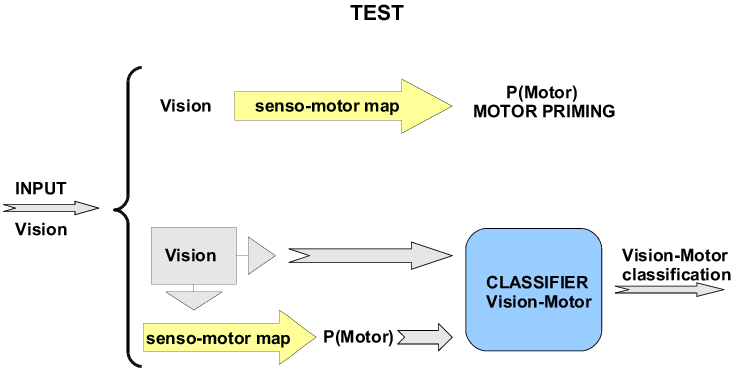 TEST
Vision
senso-motor map
P(Motor)
MOTOR PRIMING
INPUT
Vision
Vision
CLASSIFIER
Vision-Motor
Vision-Motor
classification
senso-motor map
P(Motor)